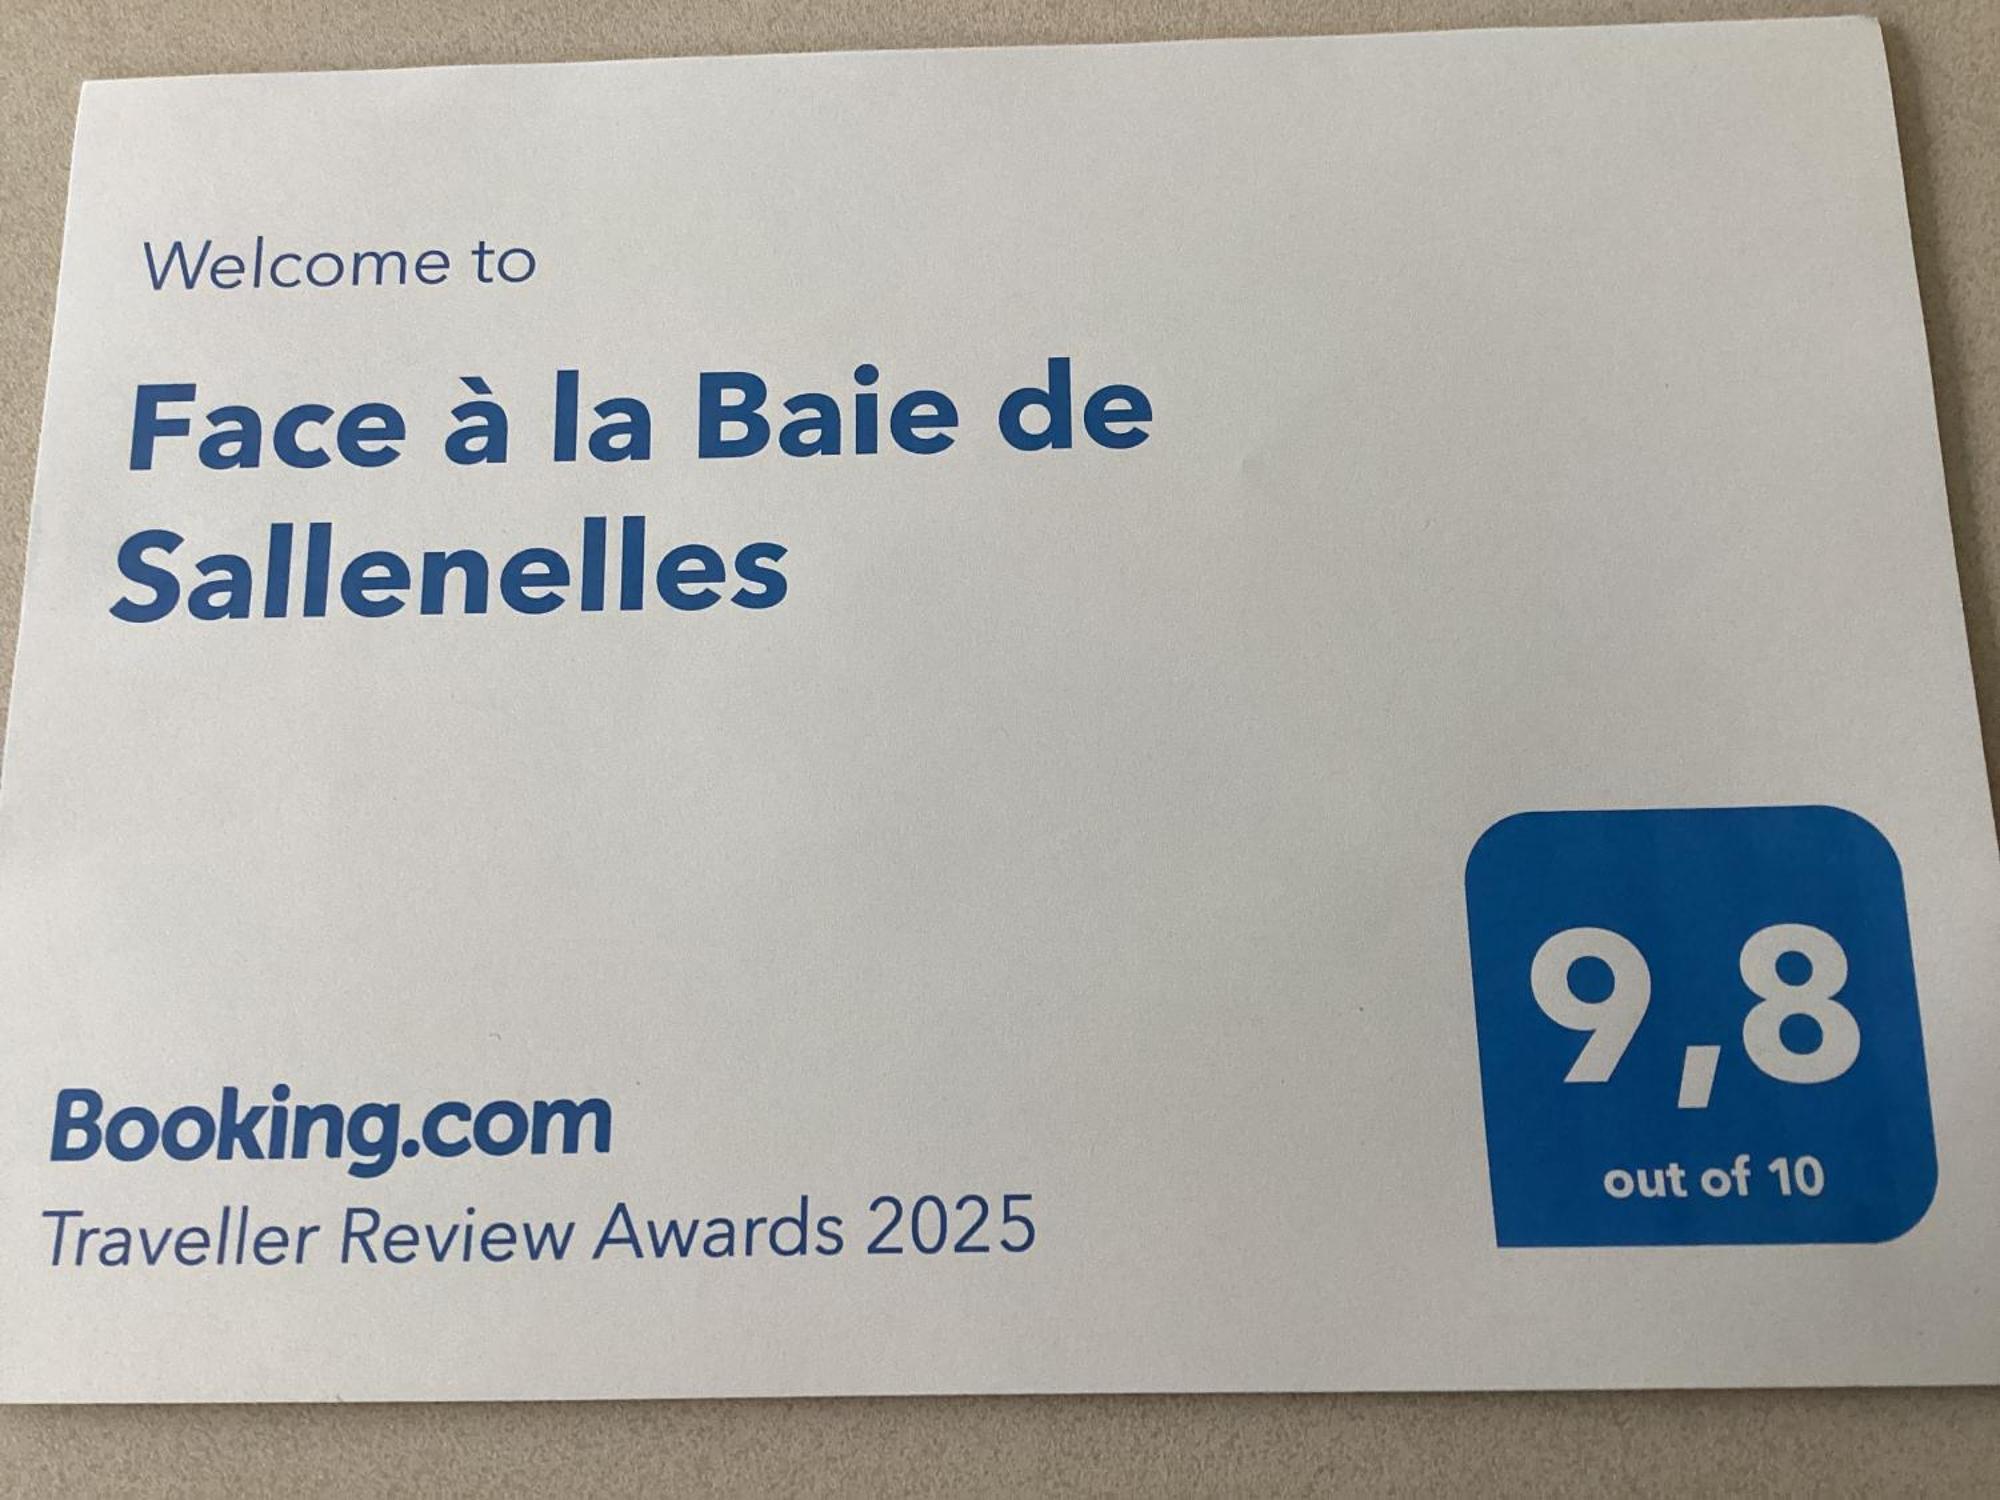 Welcome to
Face à la Baie de
Sallenelles
9,8
out of 10
Booking.com
Traveller Review Awards 2025